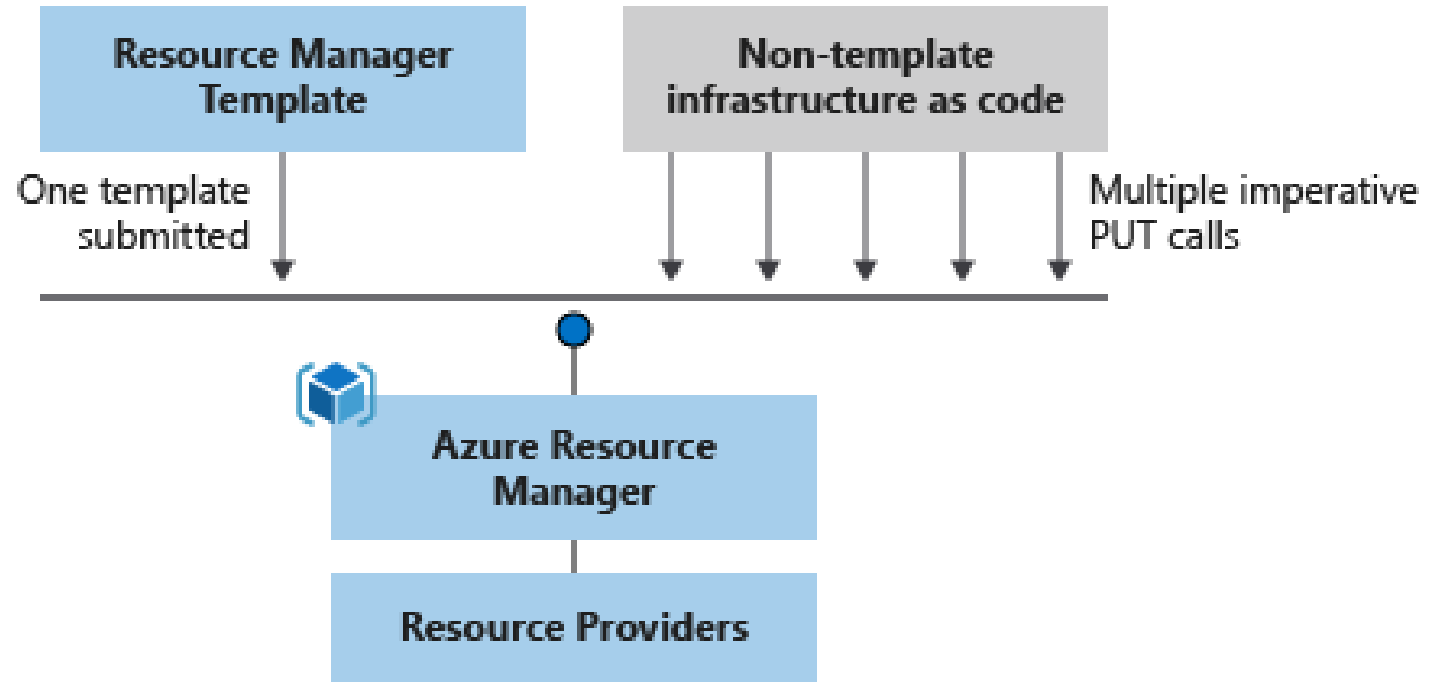 Resource Manager
Template
Non-template
infrastructure as code
One template
submitted
Multiple imperative
PUT calls
Azure Resource
Manager
Resource Providers